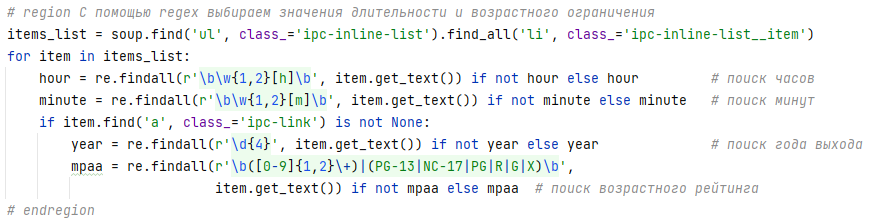 # region С помощью regex выбираем значения длительности и возрастного ограничения
items_list = soup.find('ul', class_='ipc-inline-list').find_all('li', class_='ipc-inline-list__item')
for item in items_list:
    hour = re.findall(r'\b\w{1,2}[h]\b', item.get_text()) if not hour else hour         # поиск часов
    minute = re.findall(r'\b\w{1,2}[m]\b', item.get_text()) if not minute else minute   # поиск минут
    if item.find('a', class_='ipc-link') is not None:
        year = re.findall(r'\d{4}', item.get_text()) if not year else year              # поиск года выхода
        mpaa = re.findall(r'\b([0-9]{1,2}\+)|(PG-13|NC-17|PG|R|G|X)\b',
                          item.get_text()) if not mpaa else mpaa  # поиск возрастного рейтинга
# endregion